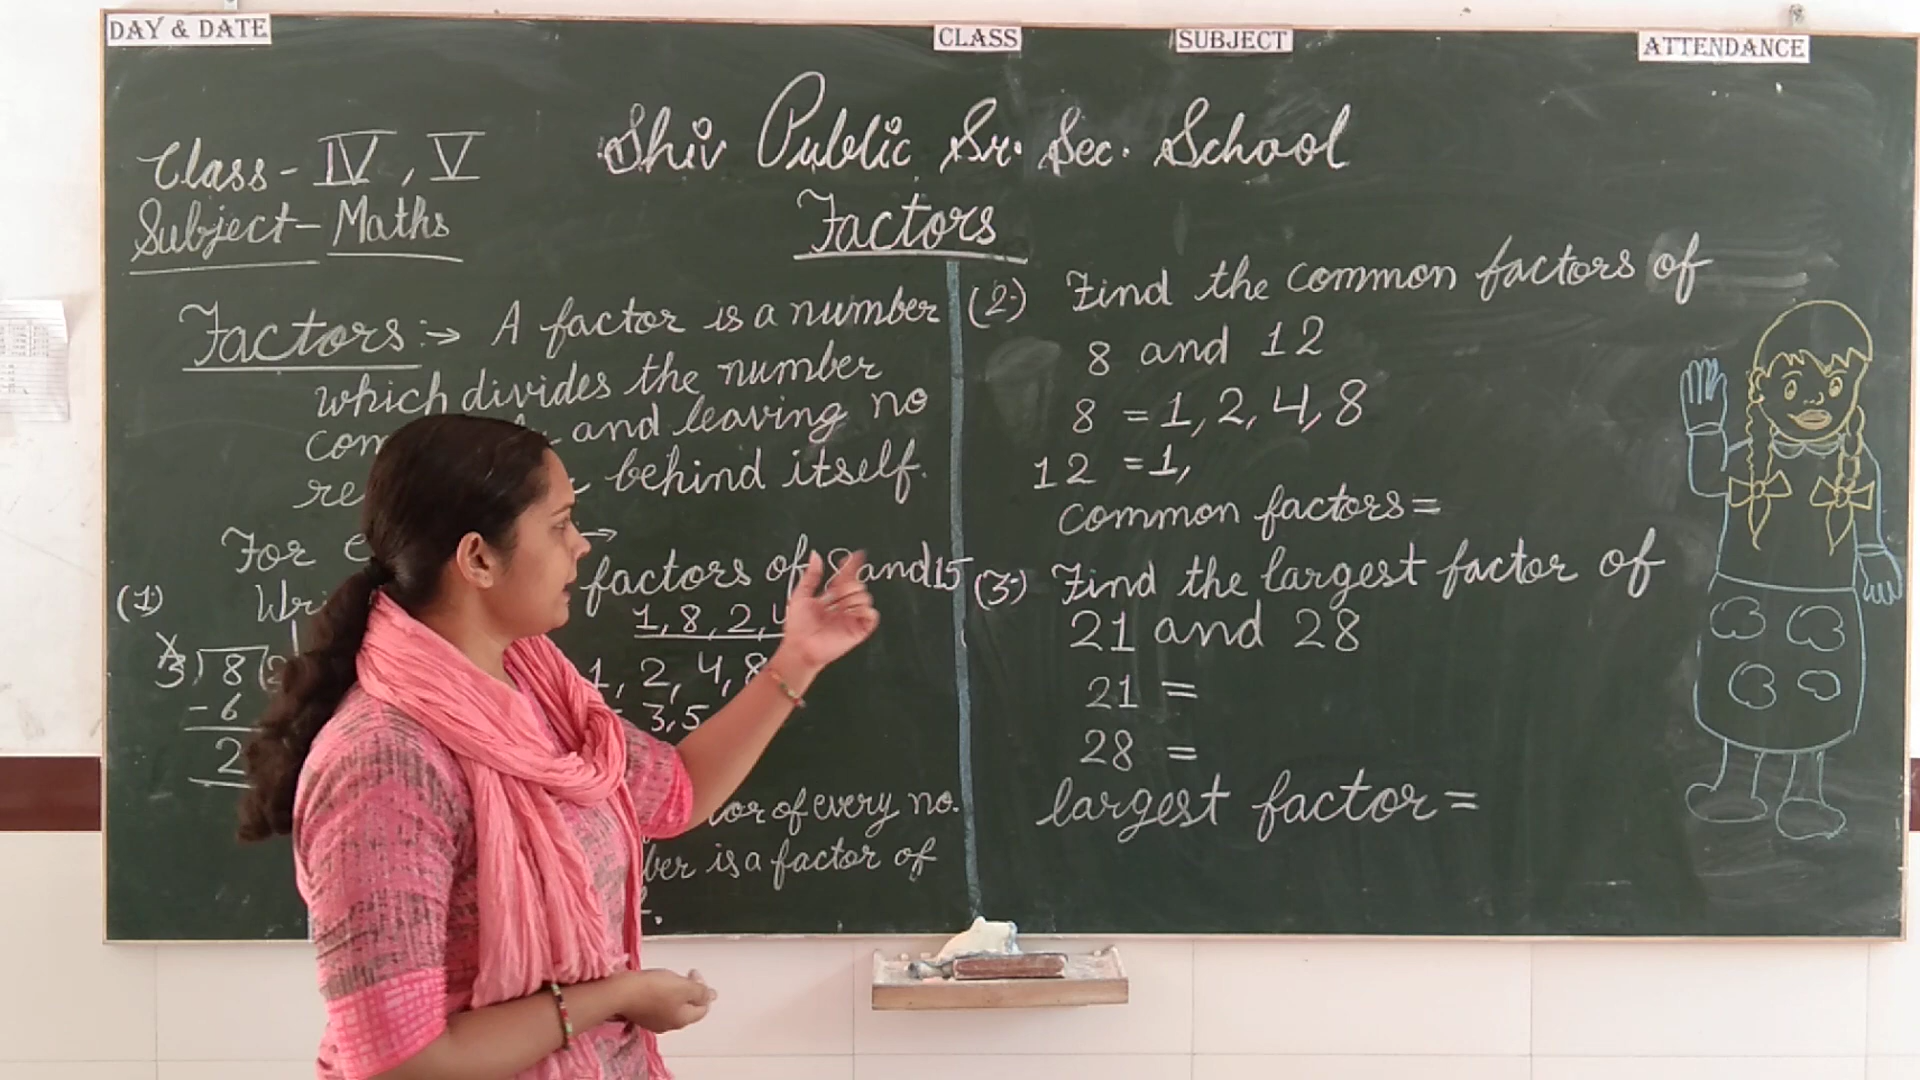 DAY & DATE
CLASS
SUBJECT
ATTENDANCE
Class - IV, V
Shiv Public Sr. Sec. School
Subject - Maths
Factors
Factors :→ A factor is a number
which divides the number
and leaving no
behind itself.
For
(1) factors of 8 and 15
1, 8, 2, 4
3) 8 (2
1, 2, 4, 8
- 6
3, 5
2
of every no.
is a factor of
(2.) Find the common factors of
8 and 12
8 = 1, 2, 4, 8
12 = 1,
common factors =
(3.) Find the largest factor of
21 and 28
21 =
28 =
largest factor =